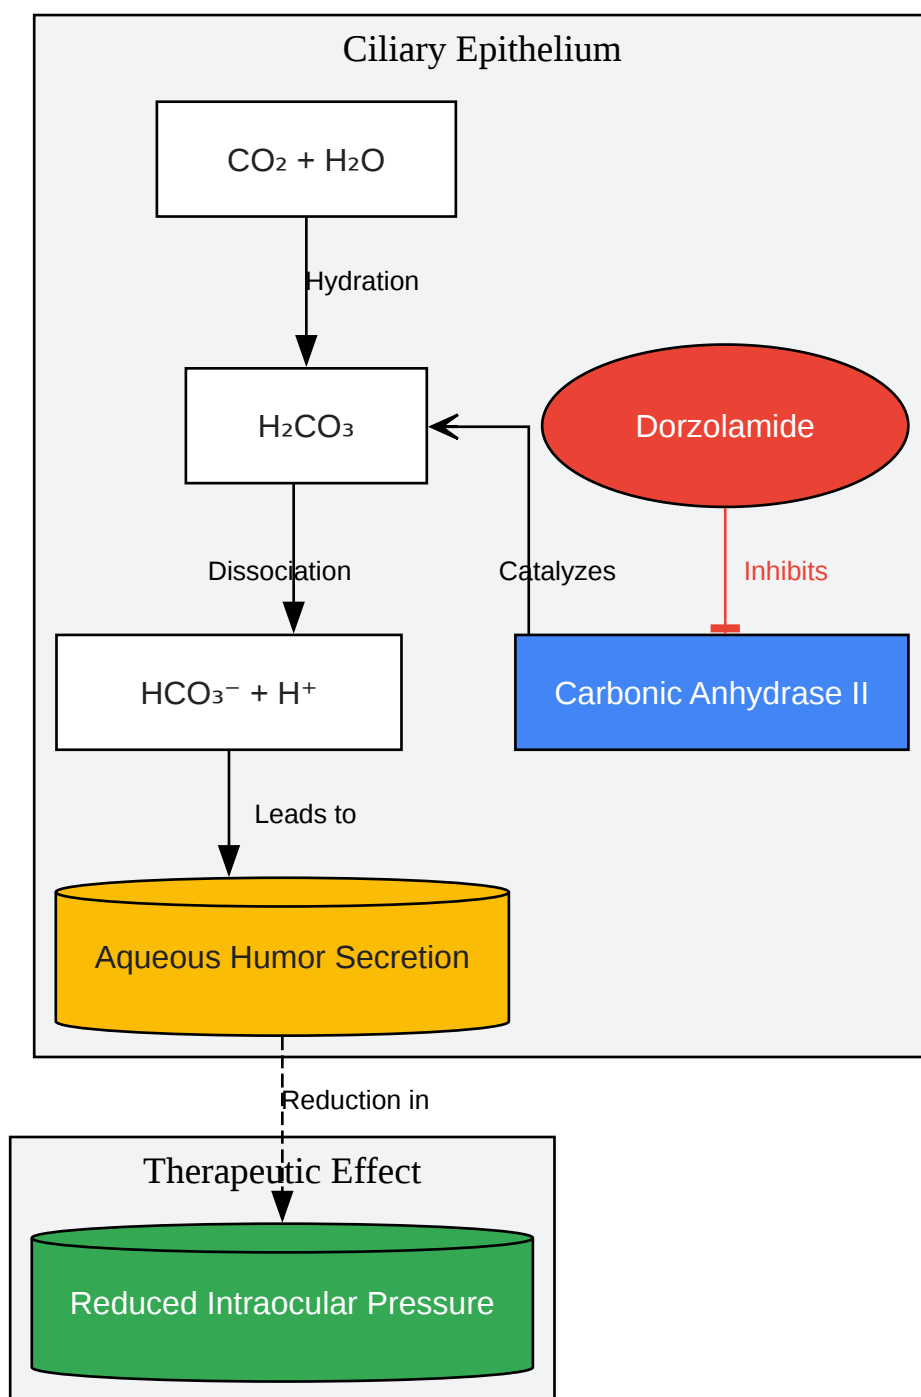 Ciliary Epithelium
CO₂ + H₂O
Hydration
H₂CO₃
Dorzolamide
Dissociation
Catalyzes
Inhibits
HCO₃⁻ + H⁺
Carbonic Anhydrase II
Leads to
Aqueous Humor Secretion
Reduction in
Therapeutic Effect
Reduced Intraocular Pressure